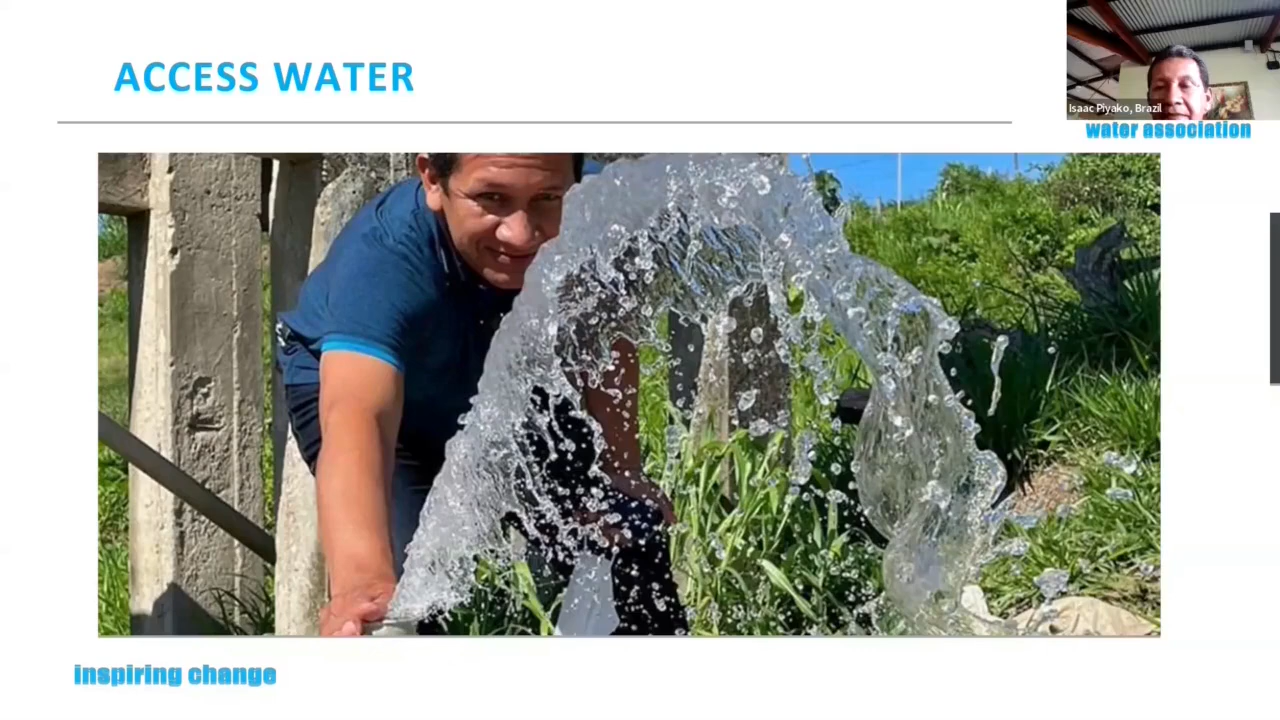 ACCESS WATER
Isaac Piyako, Brazil
water association
inspiring change